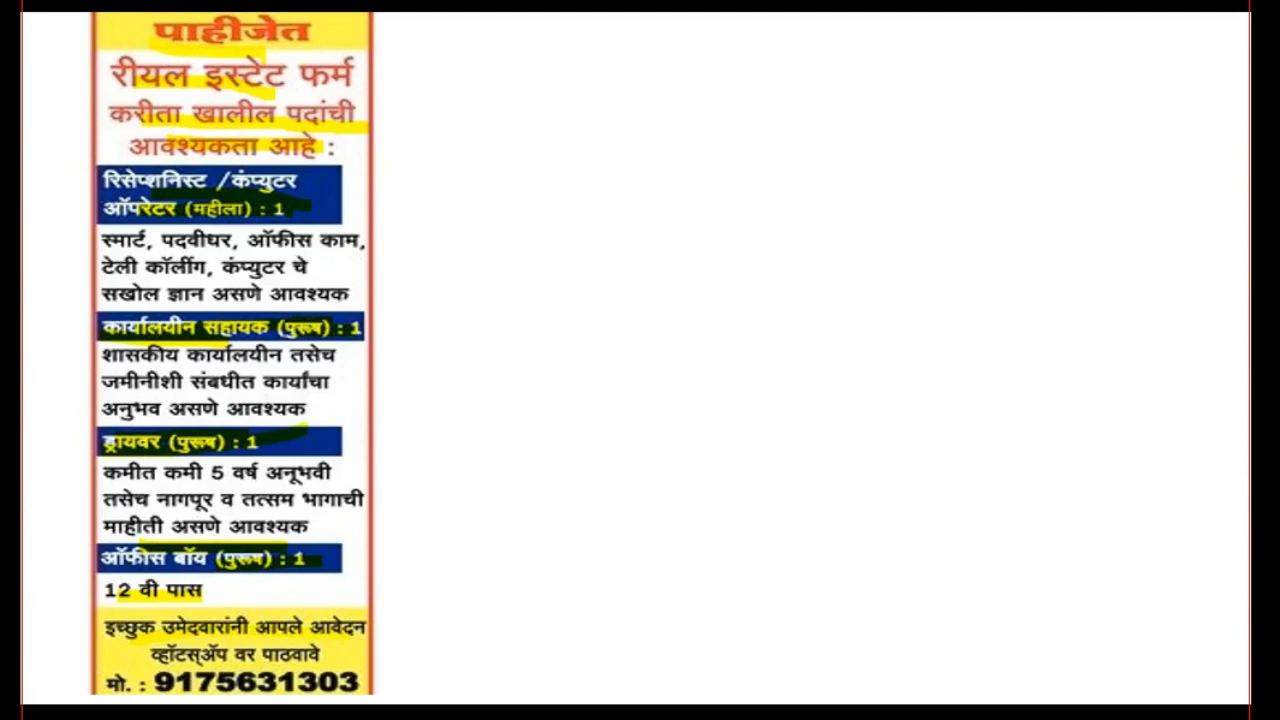 पाहीजेत
रीयल इस्टेट फर्म
करीता खालील पदांची
आवश्यकता आहे :
रिसेप्शनिस्ट /कंप्युटर
ऑपरेटर (महीला) : 1
स्मार्ट, पदवीधर, ऑफीस काम,
टेली कॉर्लीग, कंप्युटर चे
सखोल ज्ञान असणे आवश्यक
कार्यालयीन सहायक (पुरूष) : 1
शासकीय कार्यालयीन तसेच
जमीनीशी संबधीत कार्यांचा
अनुभव असणे आवश्यक
ड्रायवर (पुरूष) : 1
कमीत कमी 5 वर्ष अनूभवी
तसेच नागपूर व तत्सम भागाची
माहीती असणे आवश्यक
ऑफीस बॉय (पुरूष) : 1
12 वी पास
इच्छुक उमेदवारांनी आपले आवेदन
व्हॉटस्ॲप वर पाठवावे
मो. : 9175631303